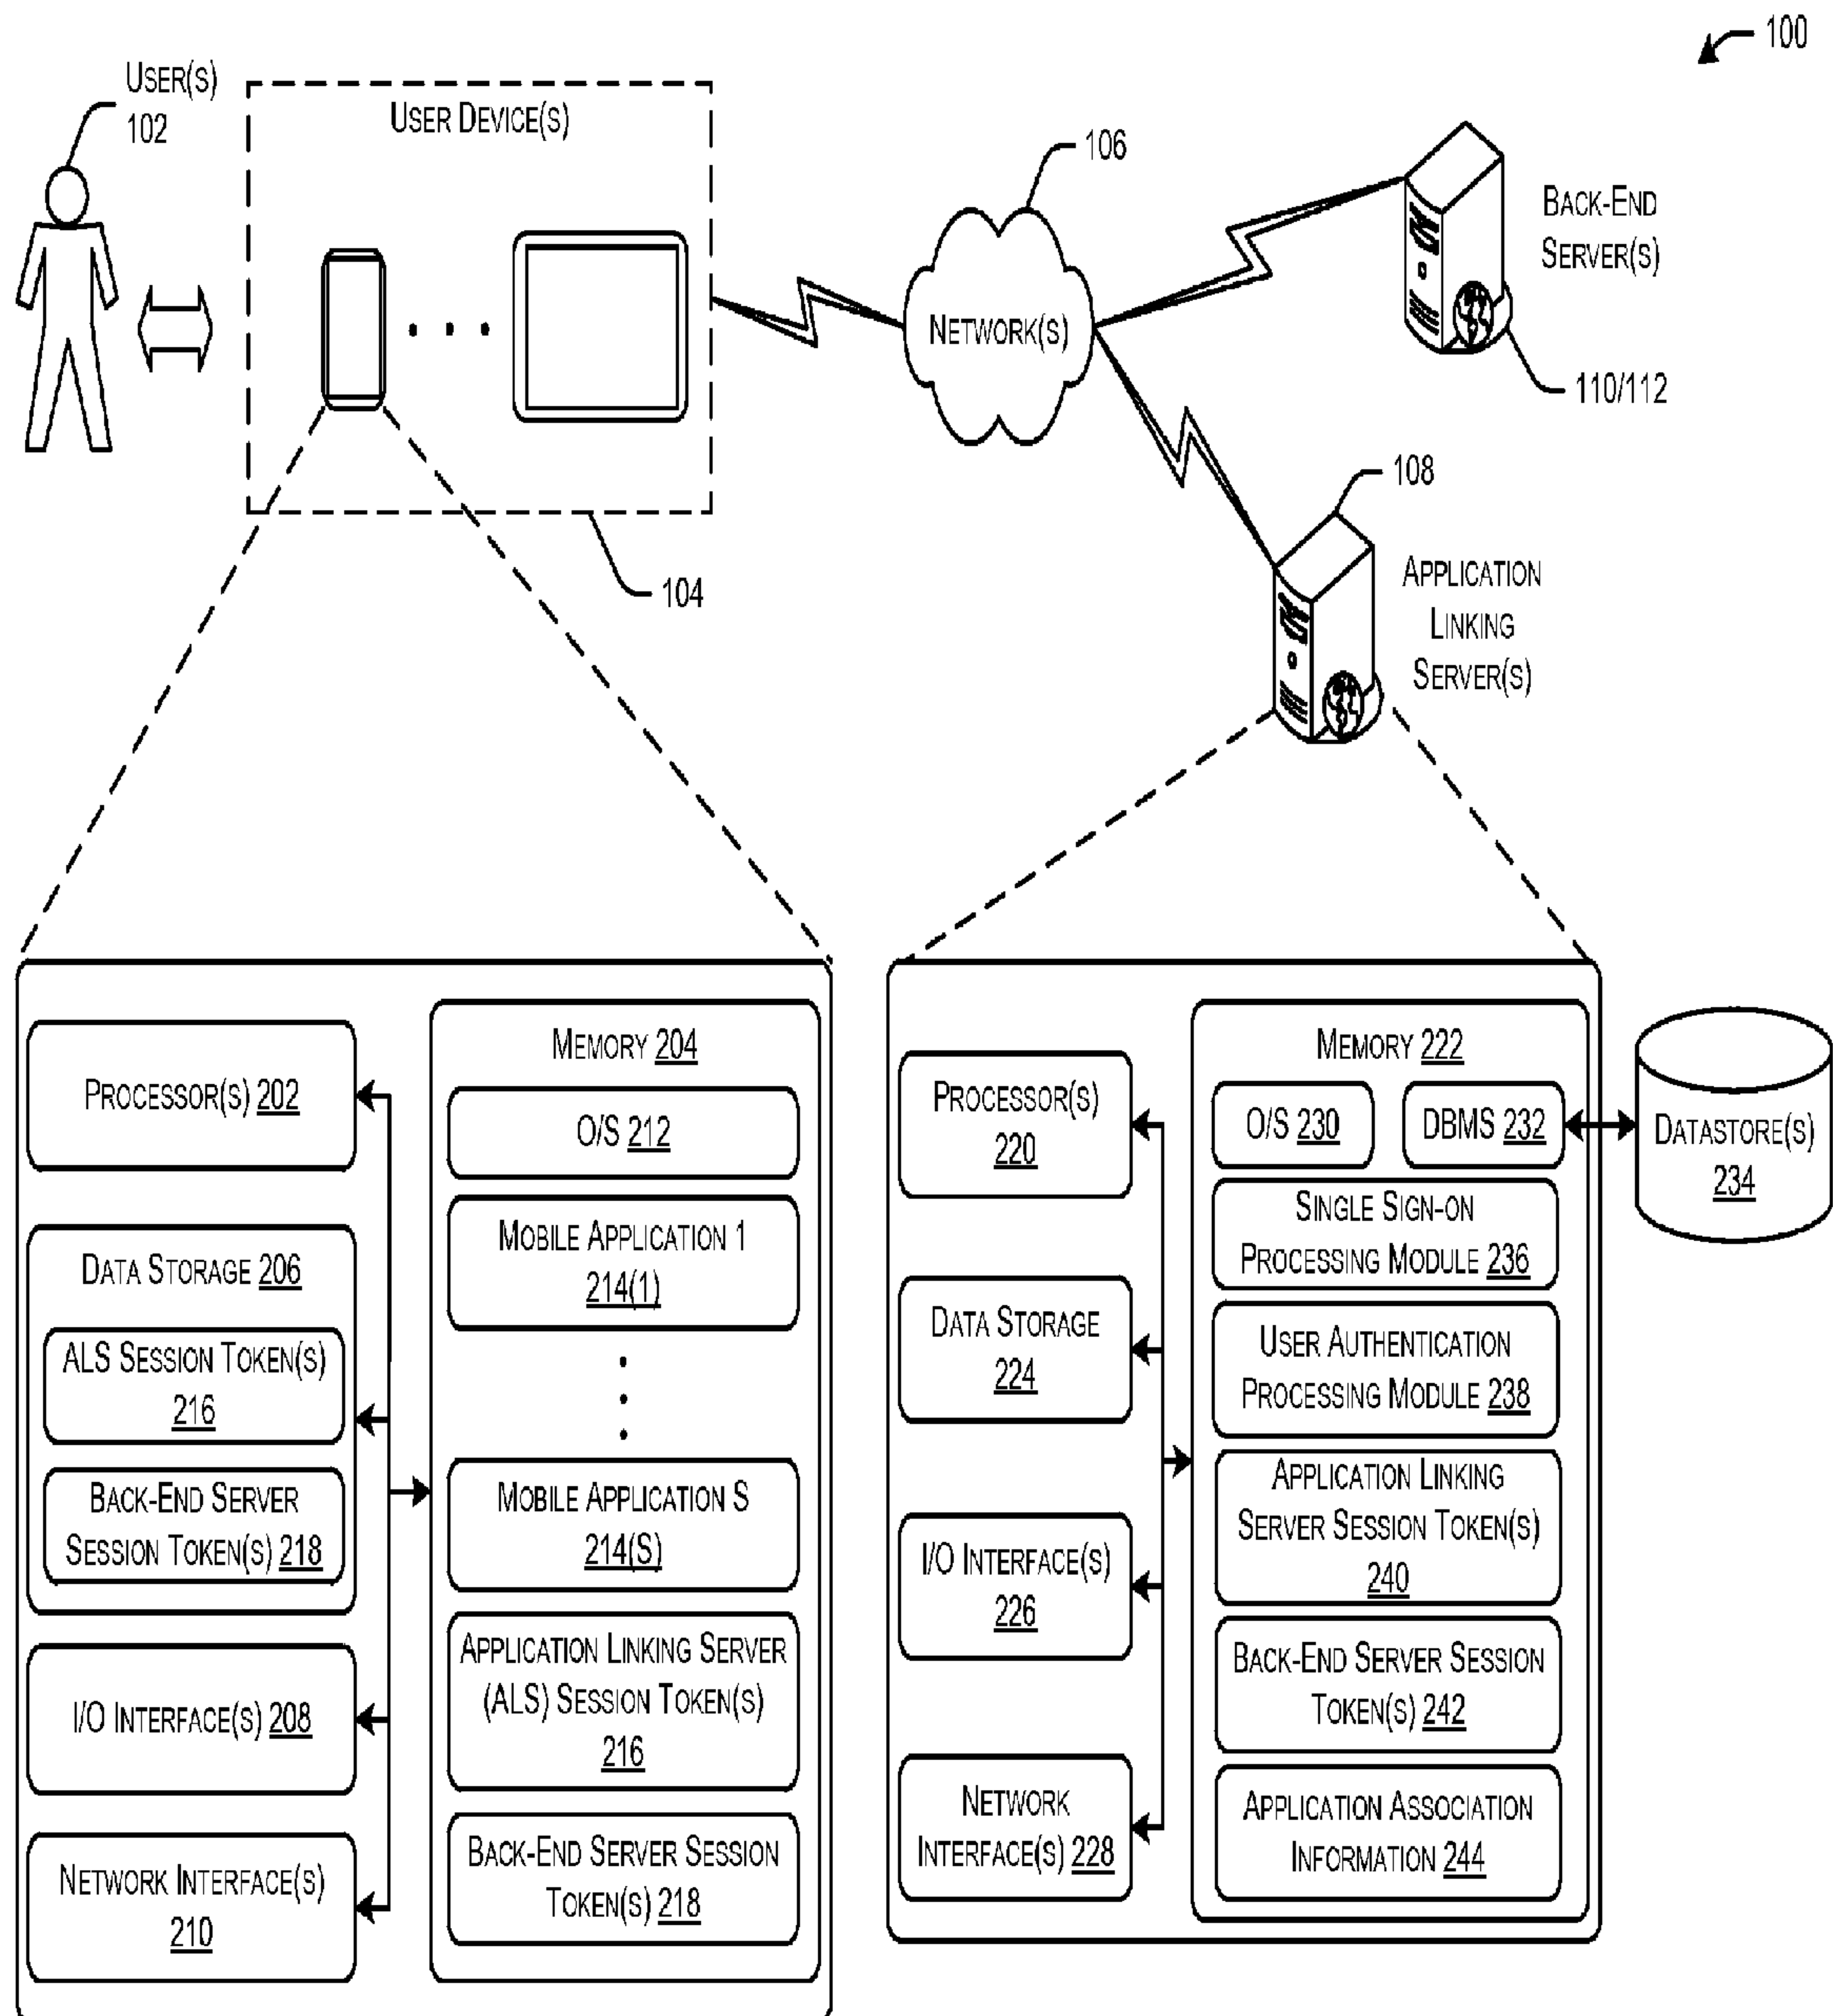 100
User(s)
102
User Device(s)
106
Back-End
Server(s)
Network(s)
110/112
108
104
Application
Linking
Server(s)
Processor(s) 202
Data Storage 206
ALS Session Token(s)
216
Back-End Server
Session Token(s) 218
I/O Interface(s) 208
Network Interface(s)
210
Memory 204
O/S 212
Mobile Application 1
214(1)
Mobile Application S
214(S)
Application Linking Server
(ALS) Session Token(s)
216
Back-End Server Session
Token(s) 218
Processor(s)
220
Data Storage
224
I/O Interface(s)
226
Network
Interface(s) 228
Memory 222
O/S 230
DBMS 232
Single Sign-on
Processing Module 236
User Authentication
Processing Module 238
Application Linking
Server Session Token(s)
240
Back-End Server Session
Token(s) 242
Application Association
Information 244
Datastore(s)
234